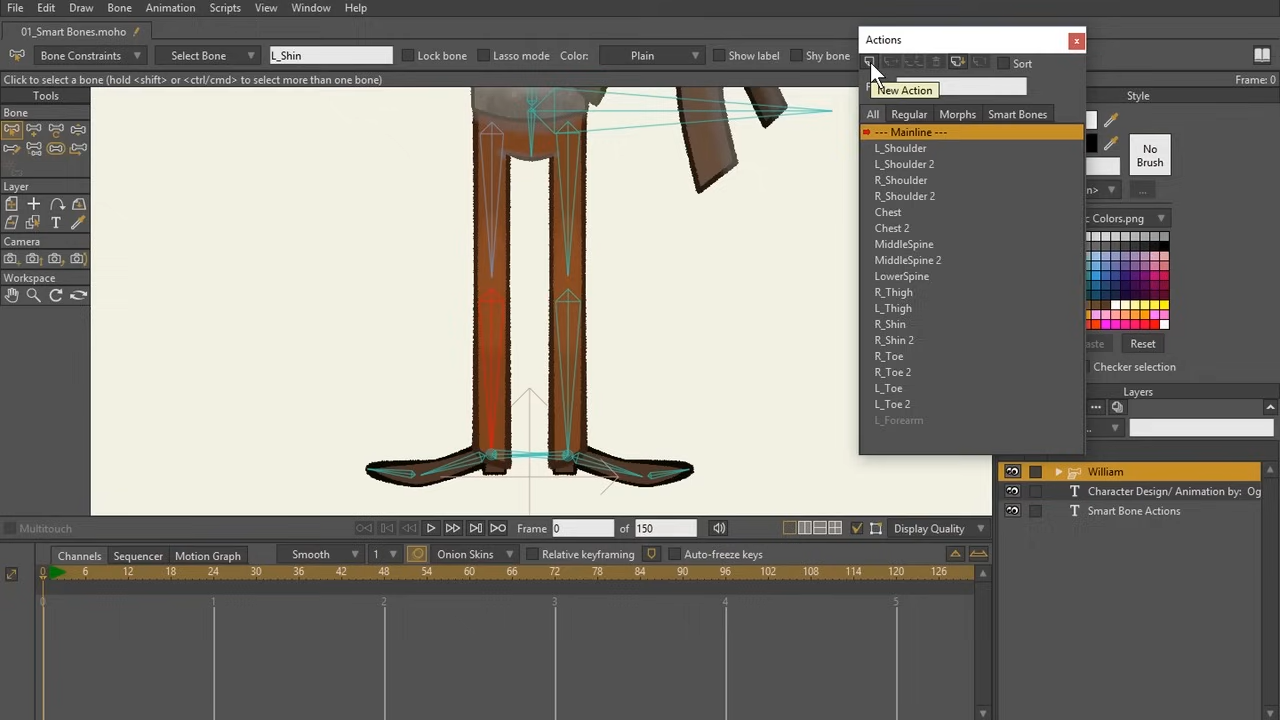 File Edit Draw Bone Animation Scripts View Window Help
01_Smart Bones.moho
Bone Constraints Select Bone L_Shin Lock bone Lasso mode Color: Plain Show label Shy bone
Click to select a bone (hold <shift> or <ctrl/cmd> to select more than one bone) Frame: 0
Tools
Bone
Layer
T
Camera
Workspace
Actions
Sort
New Action
All Regular Morphs Smart Bones
--- Mainline ---
L_Shoulder
L_Shoulder 2
R_Shoulder
R_Shoulder 2
Chest
Chest 2
MiddleSpine
MiddleSpine 2
LowerSpine
R_Thigh
L_Thigh
R_Shin
R_Shin 2
R_Toe
R_Toe 2
L_Toe
L_Toe 2
L_Forearm
Style
No
Brush
Colors.png
Reset
Checker selection
Layers
William
T Character Design/ Animation by: Og
T Smart Bone Actions
Multitouch Frame 0 of 150 Display Quality
Channels Sequencer Motion Graph Smooth 1 Onion Skins Relative keyframing Auto-freeze keys
0 6 12 18 24 30 36 42 48 54 60 66 72 78 84 90 96 102 108 114 120 126
0 1 2 3 4 5